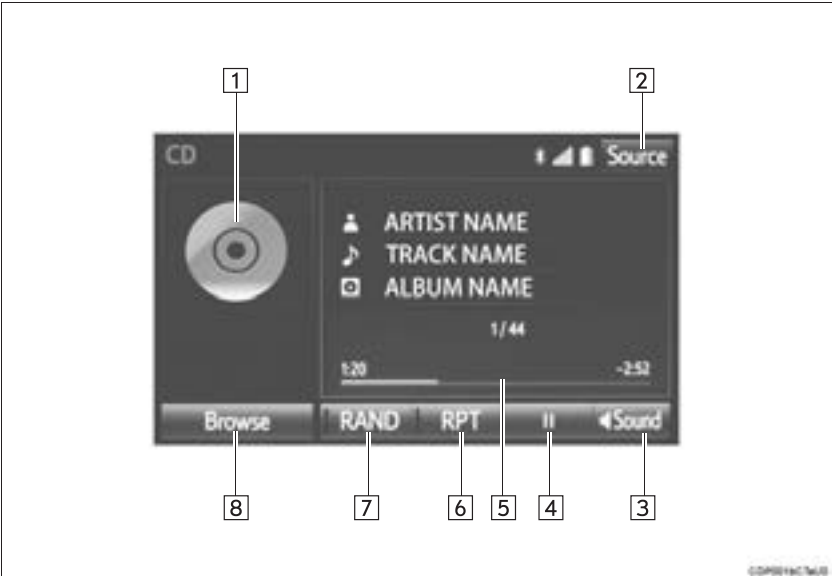 1
2
CD
Source
ARTIST NAME
TRACK NAME
ALBUM NAME
1/44
1:20
-2:52
Browse
RAND
RPT
II
Sound
8
7
6
5
4
3